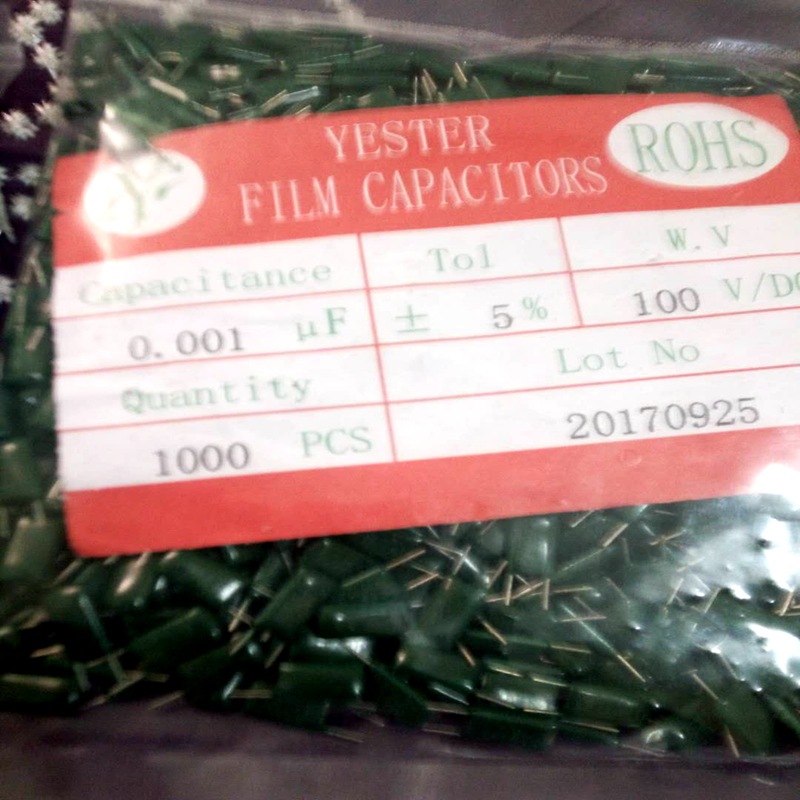 YESTER
ROHS
FILM CAPACITORS
Capacitance Tol W.V
0.001 μF ± 5% 100 V/DC
Quantity Lot No
1000 PCS 20170925